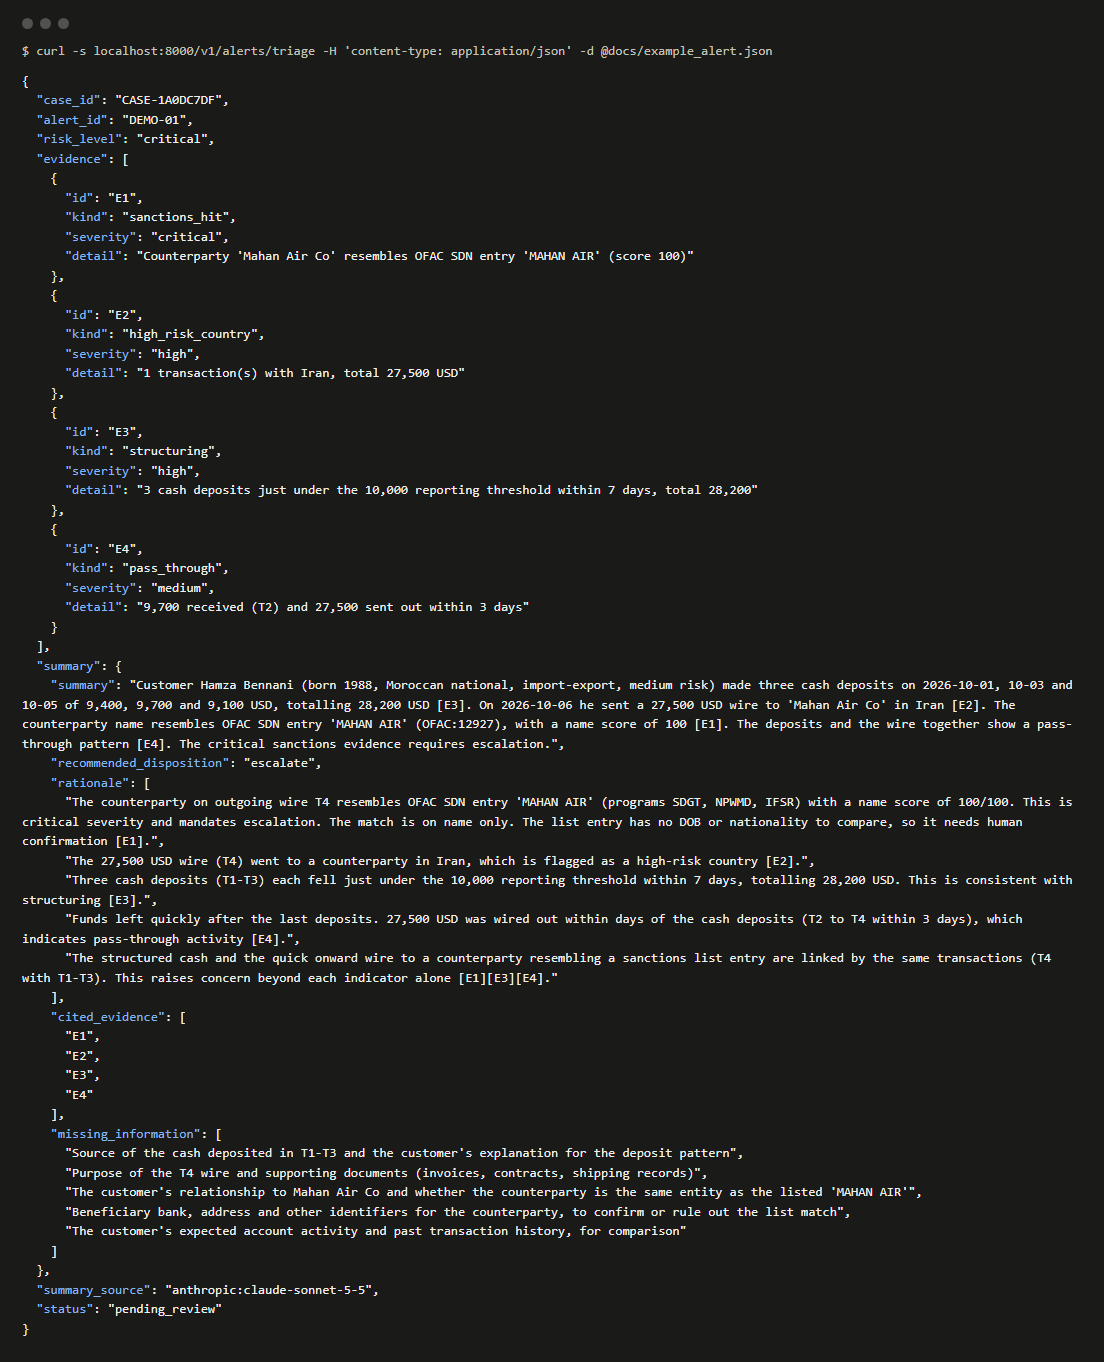 $ curl -s localhost:8000/v1/alerts/triage -H 'content-type: application/json' -d @docs/example_alert.json
{
  "case_id": "CASE-1A0DC7DF",
  "alert_id": "DEMO-01",
  "risk_level": "critical",
  "evidence": [
    {
      "id": "E1",
      "kind": "sanctions_hit",
      "severity": "critical",
      "detail": "Counterparty 'Mahan Air Co' resembles OFAC SDN entry 'MAHAN AIR' (score 100)"
    },
    {
      "id": "E2",
      "kind": "high_risk_country",
      "severity": "high",
      "detail": "1 transaction(s) with Iran, total 27,500 USD"
    },
    {
      "id": "E3",
      "kind": "structuring",
      "severity": "high",
      "detail": "3 cash deposits just under the 10,000 reporting threshold within 7 days, total 28,200"
    },
    {
      "id": "E4",
      "kind": "pass_through",
      "severity": "medium",
      "detail": "9,700 received (T2) and 27,500 sent out within 3 days"
    }
  ],
  "summary": {
    "summary": "Customer Hamza Bennani (born 1988, Moroccan national, import-export, medium risk) made three cash deposits on 2026-10-01, 10-03 and
10-05 of 9,400, 9,700 and 9,100 USD, totalling 28,200 USD [E3]. On 2026-10-06 he sent a 27,500 USD wire to 'Mahan Air Co' in Iran [E2]. The
counterparty name resembles OFAC SDN entry 'MAHAN AIR' (OFAC:12927), with a name score of 100 [E1]. The deposits and the wire together show a pass-
through pattern [E4]. The critical sanctions evidence requires escalation.",
    "recommended_disposition": "escalate",
    "rationale": [
      "The counterparty on outgoing wire T4 resembles OFAC SDN entry 'MAHAN AIR' (programs SDGT, NPWMD, IFSR) with a name score of 100/100. This is
critical severity and mandates escalation. The match is on name only. The list entry has no DOB or nationality to compare, so it needs human
confirmation [E1].",
      "The 27,500 USD wire (T4) went to a counterparty in Iran, which is flagged as a high-risk country [E2].",
      "Three cash deposits (T1-T3) each fell just under the 10,000 reporting threshold within 7 days, totalling 28,200 USD. This is consistent with
structuring [E3].",
      "Funds left quickly after the last deposits. 27,500 USD was wired out within days of the cash deposits (T2 to T4 within 3 days), which
indicates pass-through activity [E4].",
      "The structured cash and the quick onward wire to a counterparty resembling a sanctions list entry are linked by the same transactions (T4
with T1-T3). This raises concern beyond each indicator alone [E1][E3][E4]."
    ],
    "cited_evidence": [
      "E1",
      "E2",
      "E3",
      "E4"
    ],
    "missing_information": [
      "Source of the cash deposited in T1-T3 and the customer's explanation for the deposit pattern",
      "Purpose of the T4 wire and supporting documents (invoices, contracts, shipping records)",
      "The customer's relationship to Mahan Air Co and whether the counterparty is the same entity as the listed 'MAHAN AIR'",
      "Beneficiary bank, address and other identifiers for the counterparty, to confirm or rule out the list match",
      "The customer's expected account activity and past transaction history, for comparison"
    ]
  },
  "summary_source": "anthropic:claude-sonnet-5-5",
  "status": "pending_review"
}